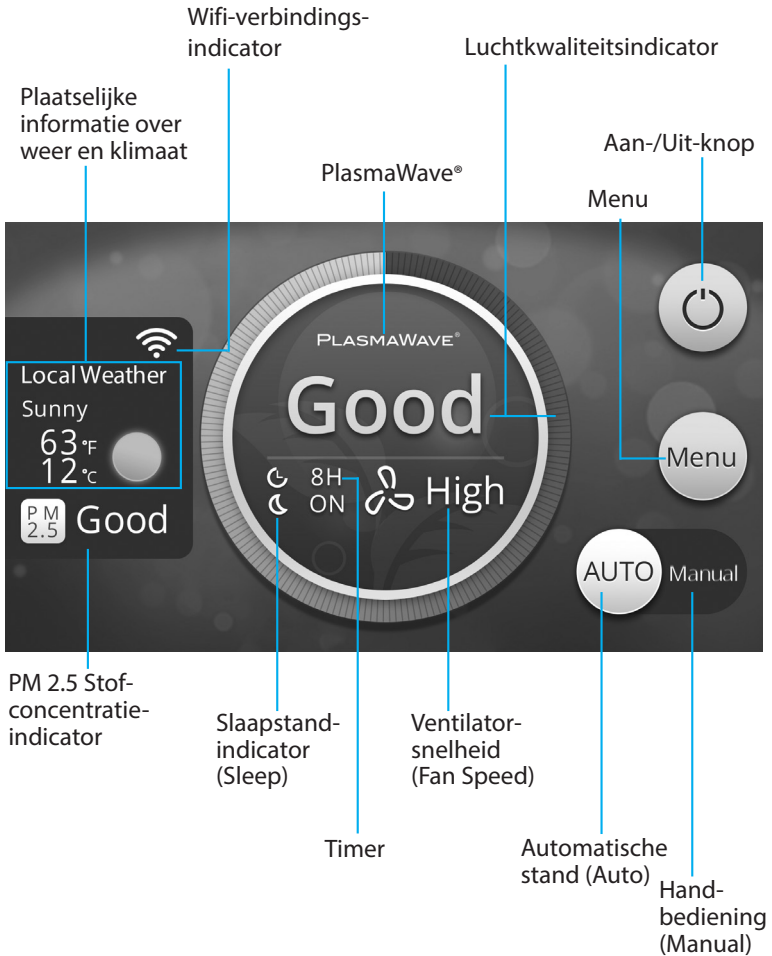 Wifi-verbindings-
indicator
Luchtkwaliteitsindicator
Plaatselijke
informatie over
weer en klimaat
Aan-/Uit-knop
PlasmaWave®
Menu
PLASMAWAVE®
Local Weather
Sunny
63°F
12°C
PM
2.5
Good
Good
8H
ON
High
Menu
AUTO
Manual
PM 2.5 Stof-
concentratie-
indicator
Slaapstand-
indicator
(Sleep)
Ventilator-
snelheid
(Fan Speed)
Timer
Automatische
stand (Auto)
Hand-
bediening
(Manual)